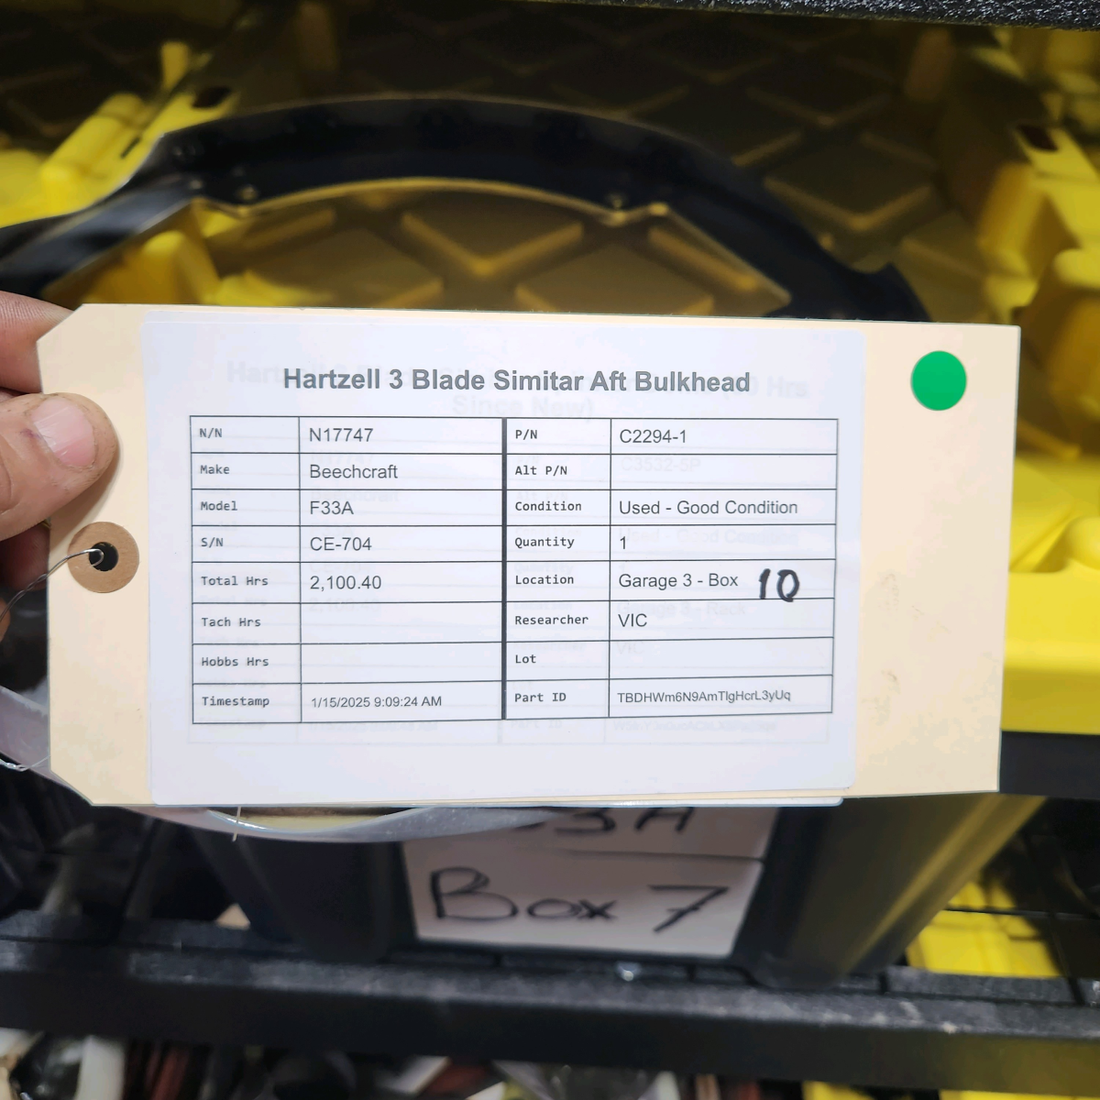 Hartzell 3 Blade Simitar Aft Bulkhead
N/N N17747 P/N C2294-1
Make Beechcraft Alt P/N
Model F33A Condition Used - Good Condition
S/N CE-704 Quantity 1
Total Hrs 2,100.40 Location Garage 3 - Box 10
Tach Hrs Researcher VIC
Hobbs Hrs Lot
Timestamp 1/15/2025 9:09:24 AM Part ID TBDHWm6N9AmTlgHcrL3yUq
Box 7